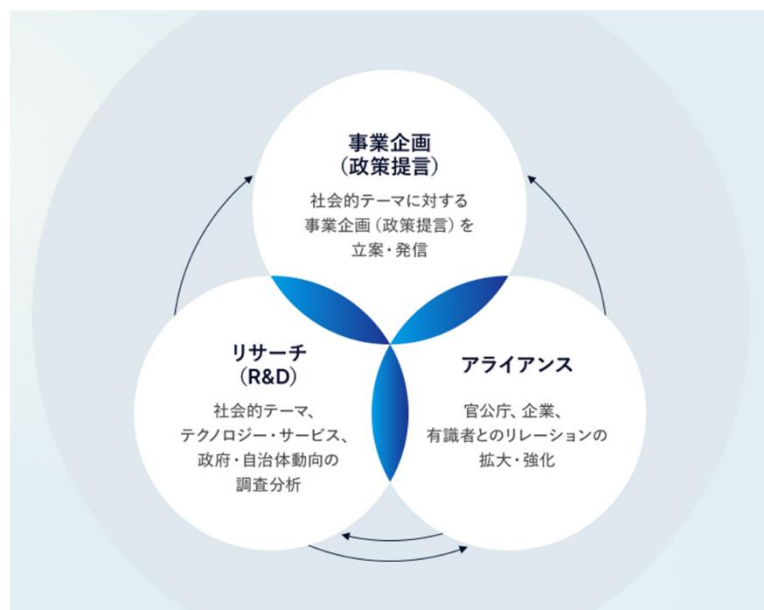 事業企画
(政策提言)
社会的テーマに対する
事業企画(政策提言)を
立案・発信
リサーチ
(R&D)
社会的テーマ、
テクノロジー・サービス、
政府・自治体動向の
調査分析
アライアンス
官公庁、企業、
有識者とのリレーションの
拡大・強化